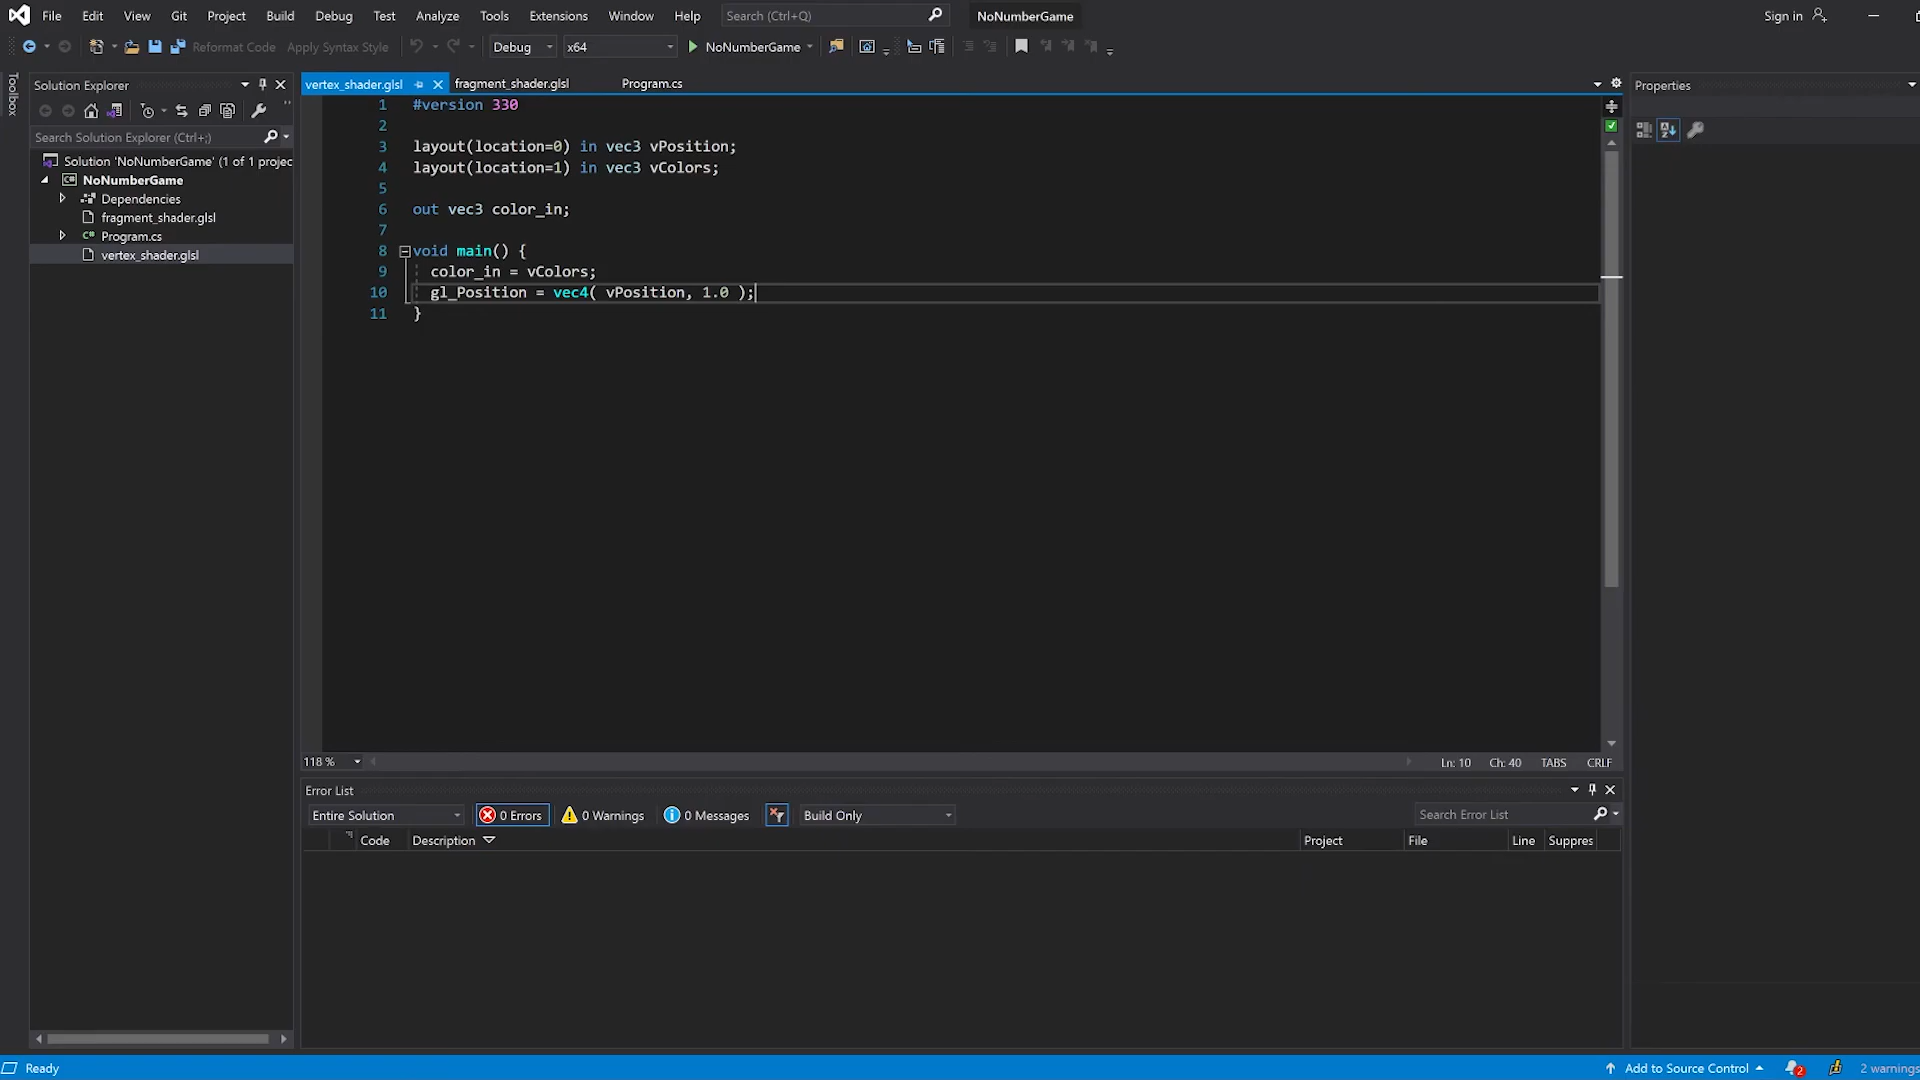 File Edit View Git Project Build Debug Test Analyze Tools Extensions Window Help Search (Ctrl+Q) NoNumberGame Sign in
Reformat Code Apply Syntax Style Debug x64 NoNumberGame
Toolbox
Solution Explorer
Search Solution Explorer (Ctrl+;)
Solution 'NoNumberGame' (1 of 1 projec
NoNumberGame
Dependencies
fragment_shader.glsl
C# Program.cs
vertex_shader.glsl
vertex_shader.glsl fragment_shader.glsl Program.cs
1 #version 330
2
3 layout(location=0) in vec3 vPosition;
4 layout(location=1) in vec3 vColors;
5
6 out vec3 color_in;
7
8 void main() {
9 color_in = vColors;
10 gl_Position = vec4( vPosition, 1.0 );
11 }
118 % Ln: 10 Ch: 40 TABS CRLF
Error List
Entire Solution 0 Errors 0 Warnings 0 Messages Build Only Search Error List
Code Description Project File Line Suppres
Properties
Ready Add to Source Control 2 2 warnings